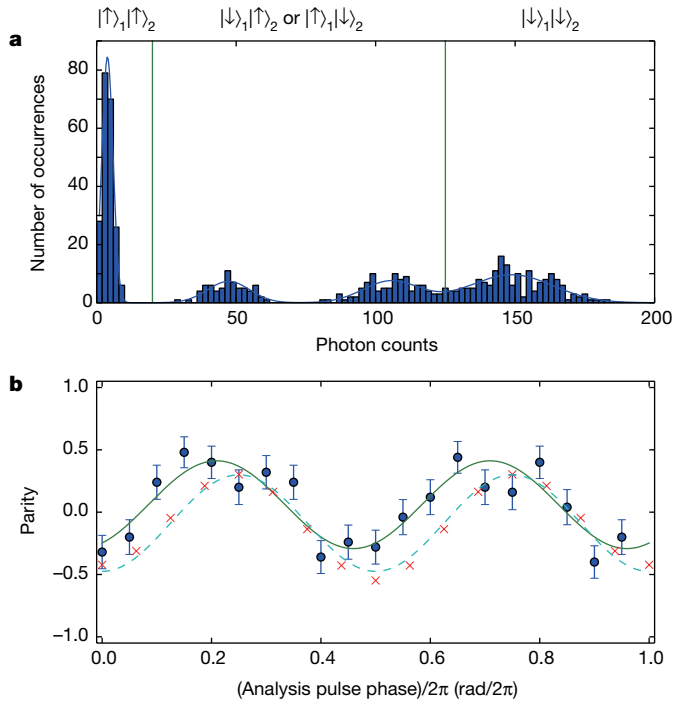 |↑⟩₁|↑⟩₂ |↓⟩₁|↑⟩₂ or |↑⟩₁|↓⟩₂ |↓⟩₁|↓⟩₂
a
80
60
40
20
0
Number of occurrences
0 50 100 150 200
Photon counts
b
1.0
0.5
0.0
−0.5
−1.0
Parity
0.0 0.2 0.4 0.6 0.8 1.0
(Analysis pulse phase)/2π (rad/2π)